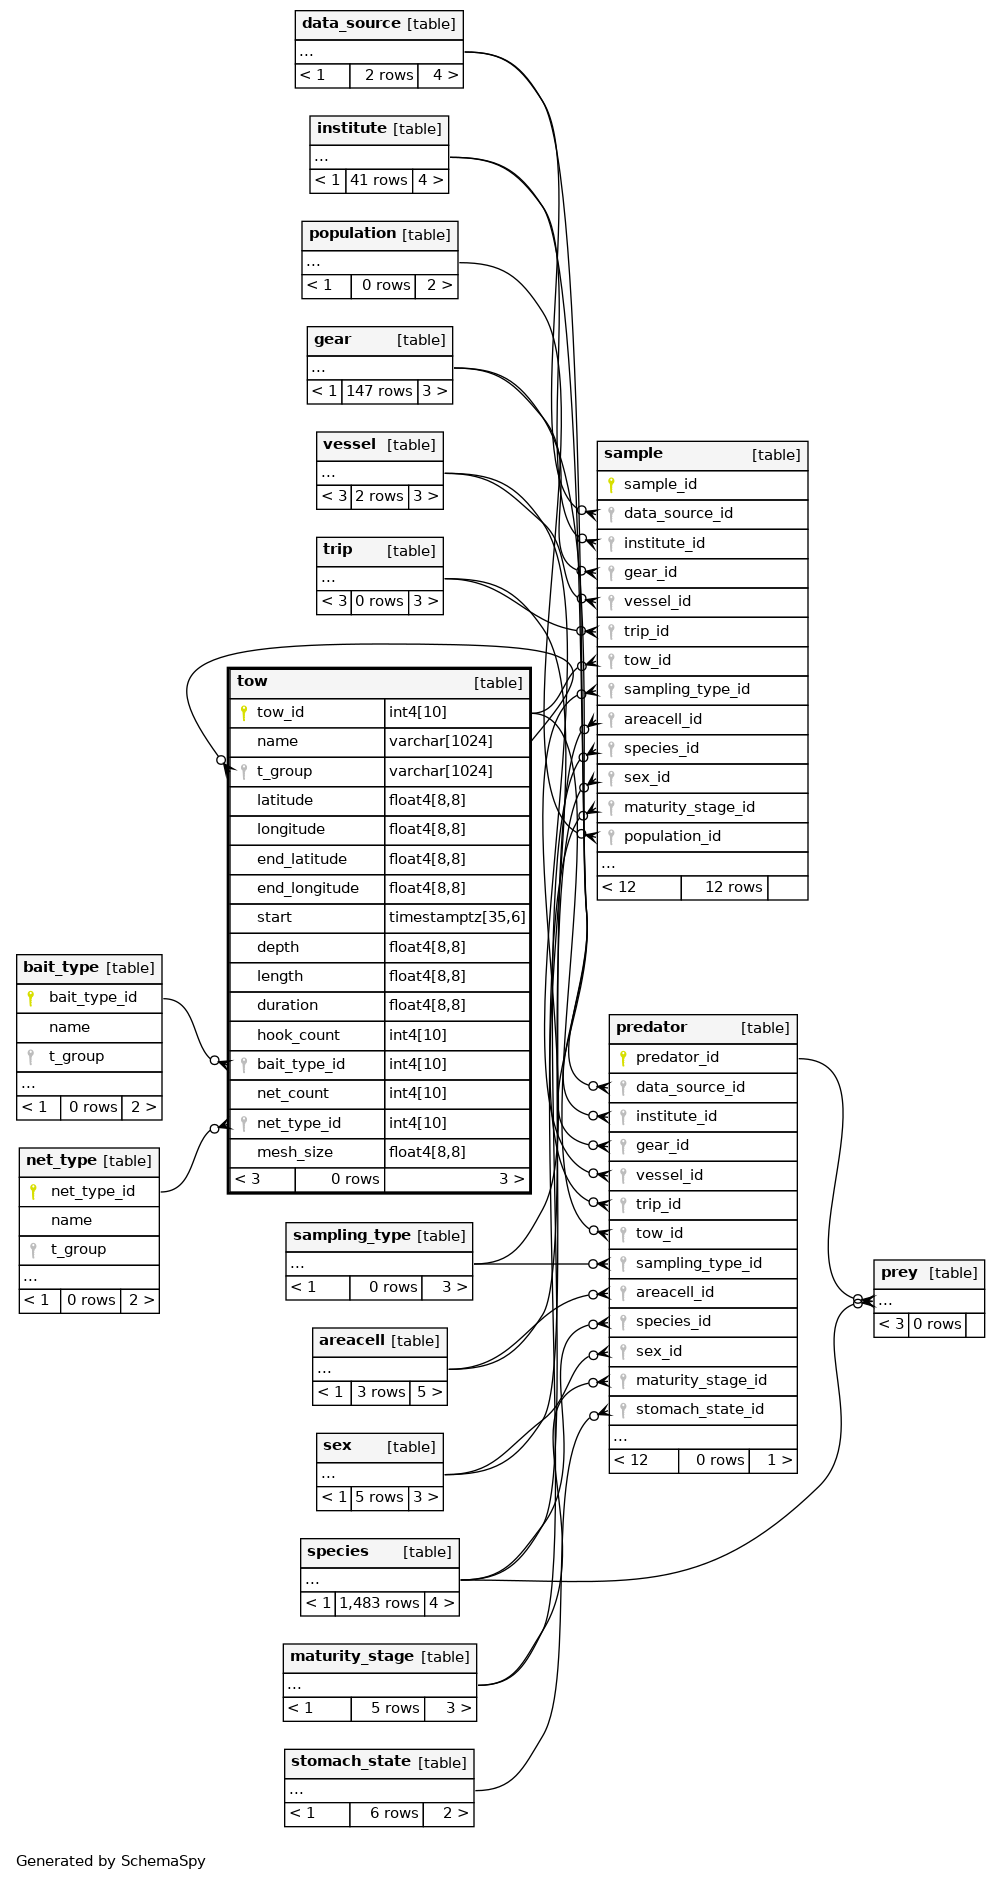 data_source [table]
...
< 1 2 rows 4 >
institute [table]
...
< 1 41 rows 4 >
population [table]
...
< 1 0 rows 2 >
gear [table]
...
< 1 147 rows 3 >
vessel [table]
...
< 3 2 rows 3 >
trip [table]
...
< 3 0 rows 3 >
sample [table]
sample_id
data_source_id
institute_id
gear_id
vessel_id
trip_id
tow_id
sampling_type_id
areacell_id
species_id
sex_id
maturity_stage_id
population_id
...
< 12 12 rows
tow [table]
tow_id int4[10]
name varchar[1024]
t_group varchar[1024]
latitude float4[8,8]
longitude float4[8,8]
end_latitude float4[8,8]
end_longitude float4[8,8]
start timestamptz[35,6]
depth float4[8,8]
length float4[8,8]
duration float4[8,8]
hook_count int4[10]
bait_type_id int4[10]
net_count int4[10]
net_type_id int4[10]
mesh_size float4[8,8]
< 3 0 rows 3 >
bait_type [table]
bait_type_id
name
t_group
...
< 1 0 rows 2 >
net_type [table]
net_type_id
name
t_group
...
< 1 0 rows 2 >
predator [table]
predator_id
data_source_id
institute_id
gear_id
vessel_id
trip_id
tow_id
sampling_type_id
areacell_id
species_id
sex_id
maturity_stage_id
stomach_state_id
...
< 12 0 rows 1 >
prey [table]
...
< 3 0 rows
sampling_type [table]
...
< 1 0 rows 3 >
areacell [table]
...
< 1 3 rows 5 >
sex [table]
...
< 1 5 rows 3 >
species [table]
...
< 1 1,483 rows 4 >
maturity_stage [table]
...
< 1 5 rows 3 >
stomach_state [table]
...
< 1 6 rows 2 >
Generated by SchemaSpy